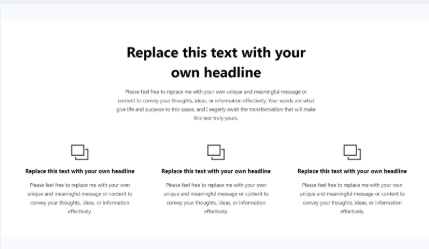 Replace this text with your
own headline
Please feel free to replace me with your own unique and meaningful message or
content to convey your thoughts, ideas, or information effectively. Your words are what
give life and purpose to this space, and I eagerly await the transformation that will make
this text truly yours.
Replace this text with your own headline
Please feel free to replace me with your own
unique and meaningful message or content to
convey your thoughts, ideas, or information
effectively.
Replace this text with your own headline
Please feel free to replace me with your own
unique and meaningful message or content to
convey your thoughts, ideas, or information
effectively.
Replace this text with your own headline
Please feel free to replace me with your own
unique and meaningful message or content to
convey your thoughts, ideas, or information
effectively.